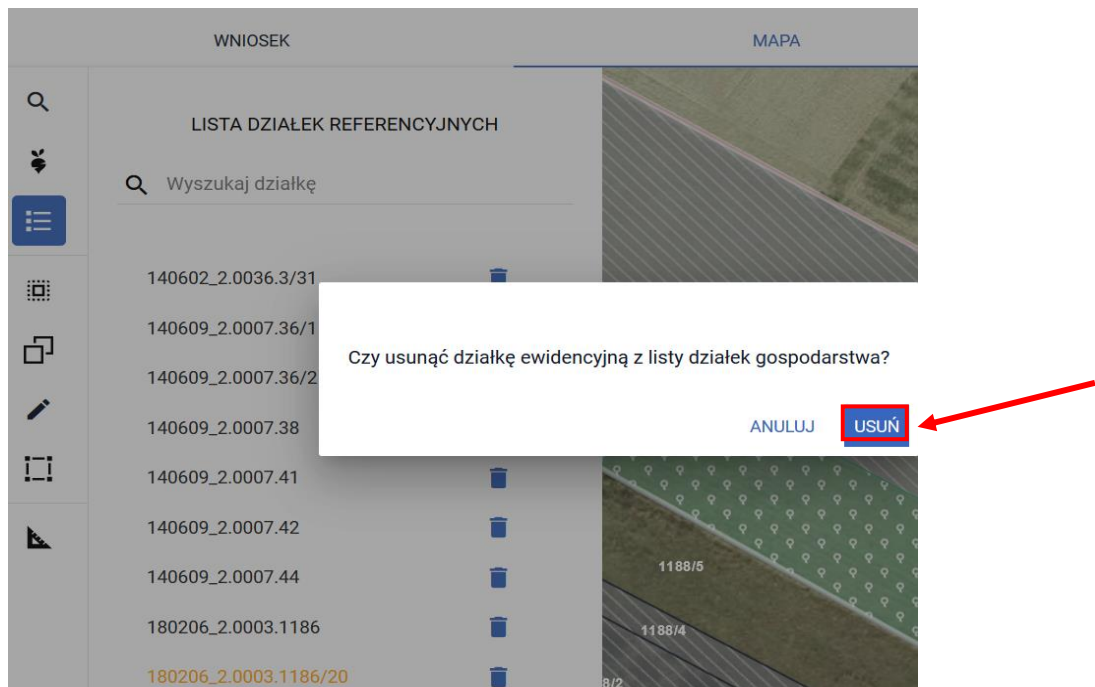 WNIOSEK
MAPA
LISTA DZIAŁEK REFERENCYJNYCH
Wyszukaj działkę
140602_2.0036.3/31
140609_2.0007.36/1
140609_2.0007.36/2
140609_2.0007.38
140609_2.0007.41
140609_2.0007.42
140609_2.0007.44
180206_2.0003.1186
180206_2.0003.1186/20
Czy usunąć działkę ewidencyjną z listy działek gospodarstwa?
ANULUJ
USUŃ
1188/5
1188/4
8/2